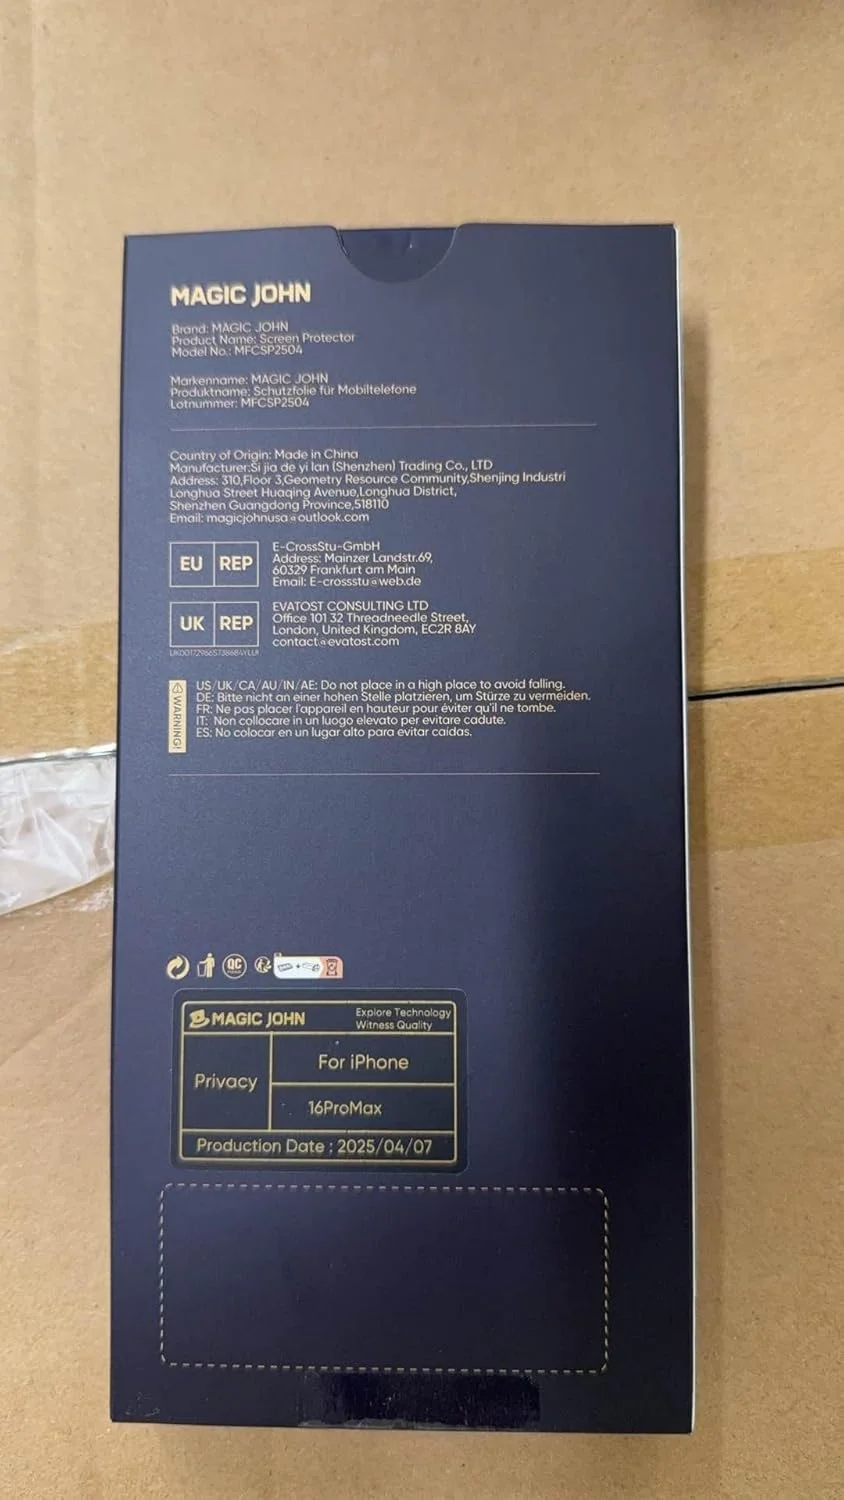 MAGIC JOHN
Brand: MAGIC JOHN
Product Name: Screen Protector
Model No.: MFCSP2504
Markenname: MAGIC JOHN
Produktname: Schutzfolie für Mobiltelefone
Lotnummer: MFCSP2504
Country of Origin: Made in China
Manufacturer:Si jia de yi lan (Shenzhen) Trading Co., LTD
Address: 310,Floor 3,Geometry Resource Community,Shenjing Industri
Longhua Street Huaqing Avenue,Longhua District,
Shenzhen Guangdong Province,518110
Email: magicjohnusa@outlook.com
EU REP
E-CrossStu-GmbH
Address: Mainzer Landstr.69,
60329 Frankfurt am Main
Email: E-crossstu@web.de
UK REP
EVATOST CONSULTING LTD
Office 101 32 Threadneedle Street,
London, United Kingdom, EC2R 8AY
contact@evatost.com
WARNING!
US/UK/CA/AU/IN/AE: Do not place in a high place to avoid falling.
DE: Bitte nicht an einer hohen Stelle platzieren, um Stürze zu vermeiden.
FR: Ne pas placer l'appareil en hauteur pour éviter qu'il ne tombe.
IT: Non collocare in un luogo elevato per evitare cadute.
ES: No colocar en un lugar alto para evitar caídas.
QC
MAGIC JOHN
Explore Technology
Witness Quality
Privacy
For iPhone
16ProMax
Production Date : 2025/04/07